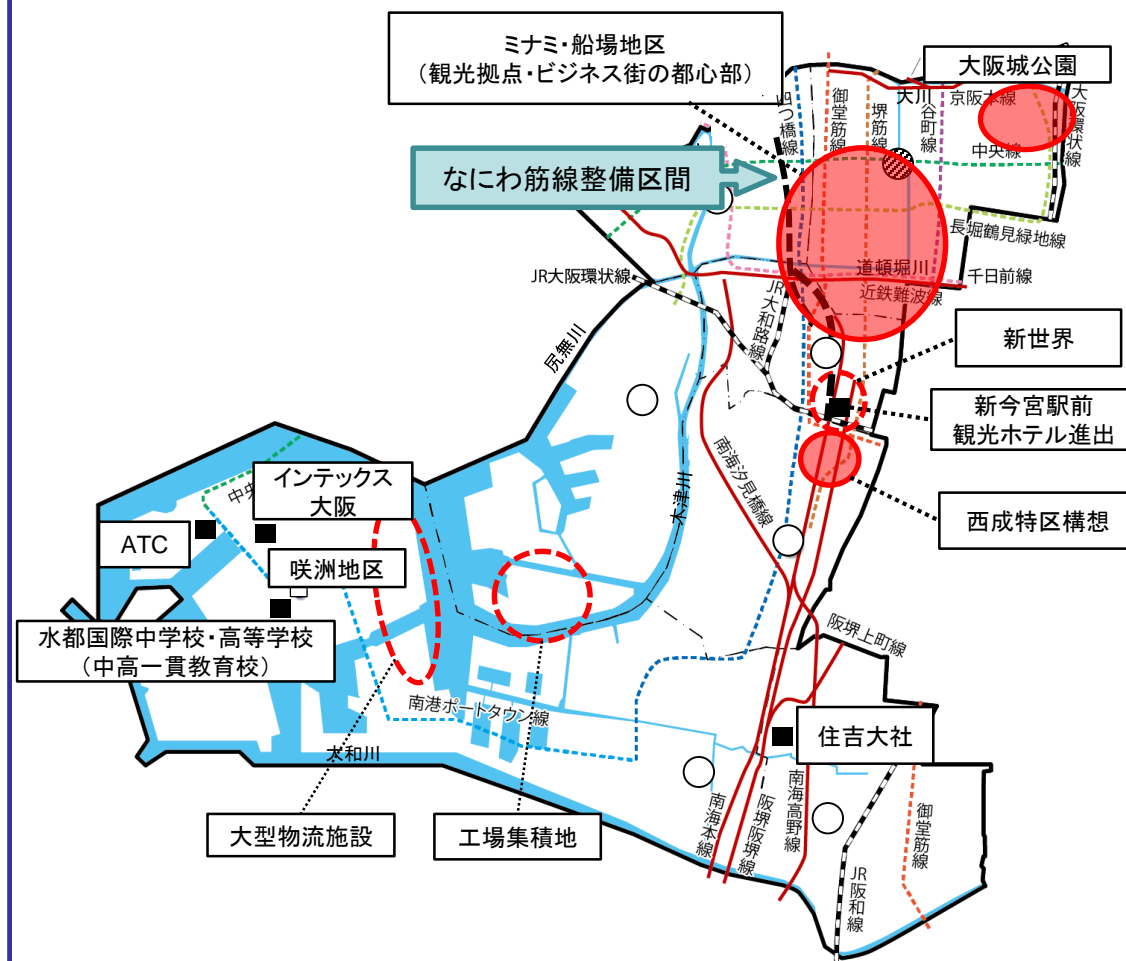 ミナミ・船場地区
（観光拠点・ビジネス街の都心部）
大阪城公園
四つ橋線
御堂筋線
堺筋線
大川
谷町線
京阪本線
大阪環状線
中央線
なにわ筋線整備区間
長堀鶴見緑地線
道頓堀川
千日前線
近鉄難波線
JR大阪環状線
JR大和路線
尻無川
新世界
新今宮駅前
観光ホテル進出
南海汐見橋線
木津川
西成特区構想
中央
インテックス
大阪
ATC
咲洲地区
水都国際中学校・高等学校
（中高一貫教育校）
阪堺上町線
南港ポートタウン線
住吉大社
大和川
大型物流施設
工場集積地
南海本線
阪堺阪堺線
南海高野線
JR阪和線
御堂筋線